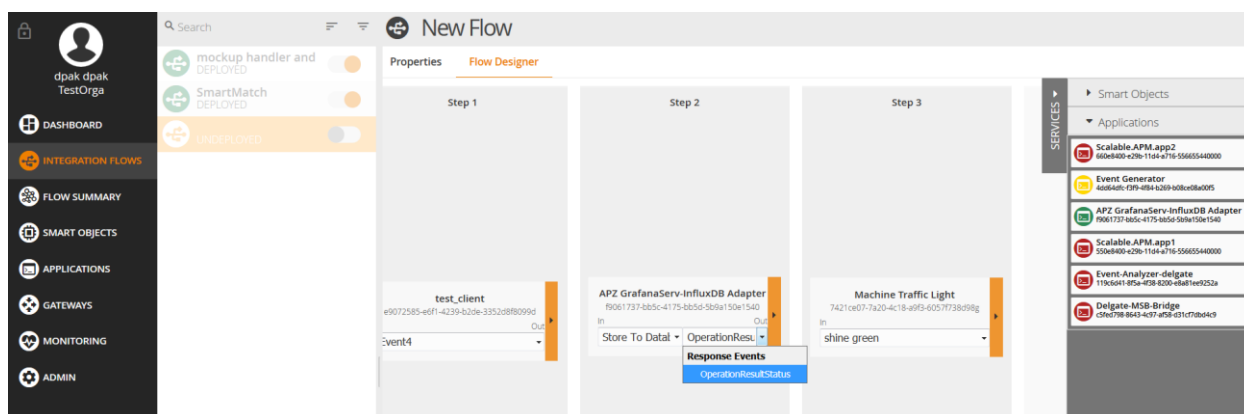 dpak dpak
TestOrga
DASHBOARD
INTEGRATION FLOWS
FLOW SUMMARY
SMART OBJECTS
APPLICATIONS
GATEWAYS
MONITORING
ADMIN
Search
mockup handler and
DEPLOYED
SmartMatch
DEPLOYED
UNDEPLOYED
New Flow
Properties Flow Designer
Step 1
test_client
e9072585-e6f1-4239-b2de-3352d8f8099d
Out
Event4
Step 2
APZ GrafanaServ-InfluxDB Adapter
f9061737-bb5c-4175-bb5d-5b9a150e1540
In Out
Store To Datal OperationResu
Response Events
OperationResultStatus
Step 3
Machine Traffic Light
7421ce07-7a20-4c18-a9f3-6057f738d98g
In
shine green
SERVICES
Smart Objects
Applications
Scalable.APM.app2
660e8400-e29b-11d4-a716-556655440000
Event Generator
4dd64dfc-f3f9-4f84-b269-b08ce08a00f5
APZ GrafanaServ-InfluxDB Adapter
f9061737-bb5c-4175-bb5d-5b9a150e1540
Scalable.APM.app1
550e8400-e29b-11d4-a716-556655440000
Event-Analyzer-delgate
119c6d41-8f5a-4f38-8200-e8a81ee9252a
Delgate-MSB-Bridge
c5fed798-8643-4c97-af58-d31cf7dbd4c9